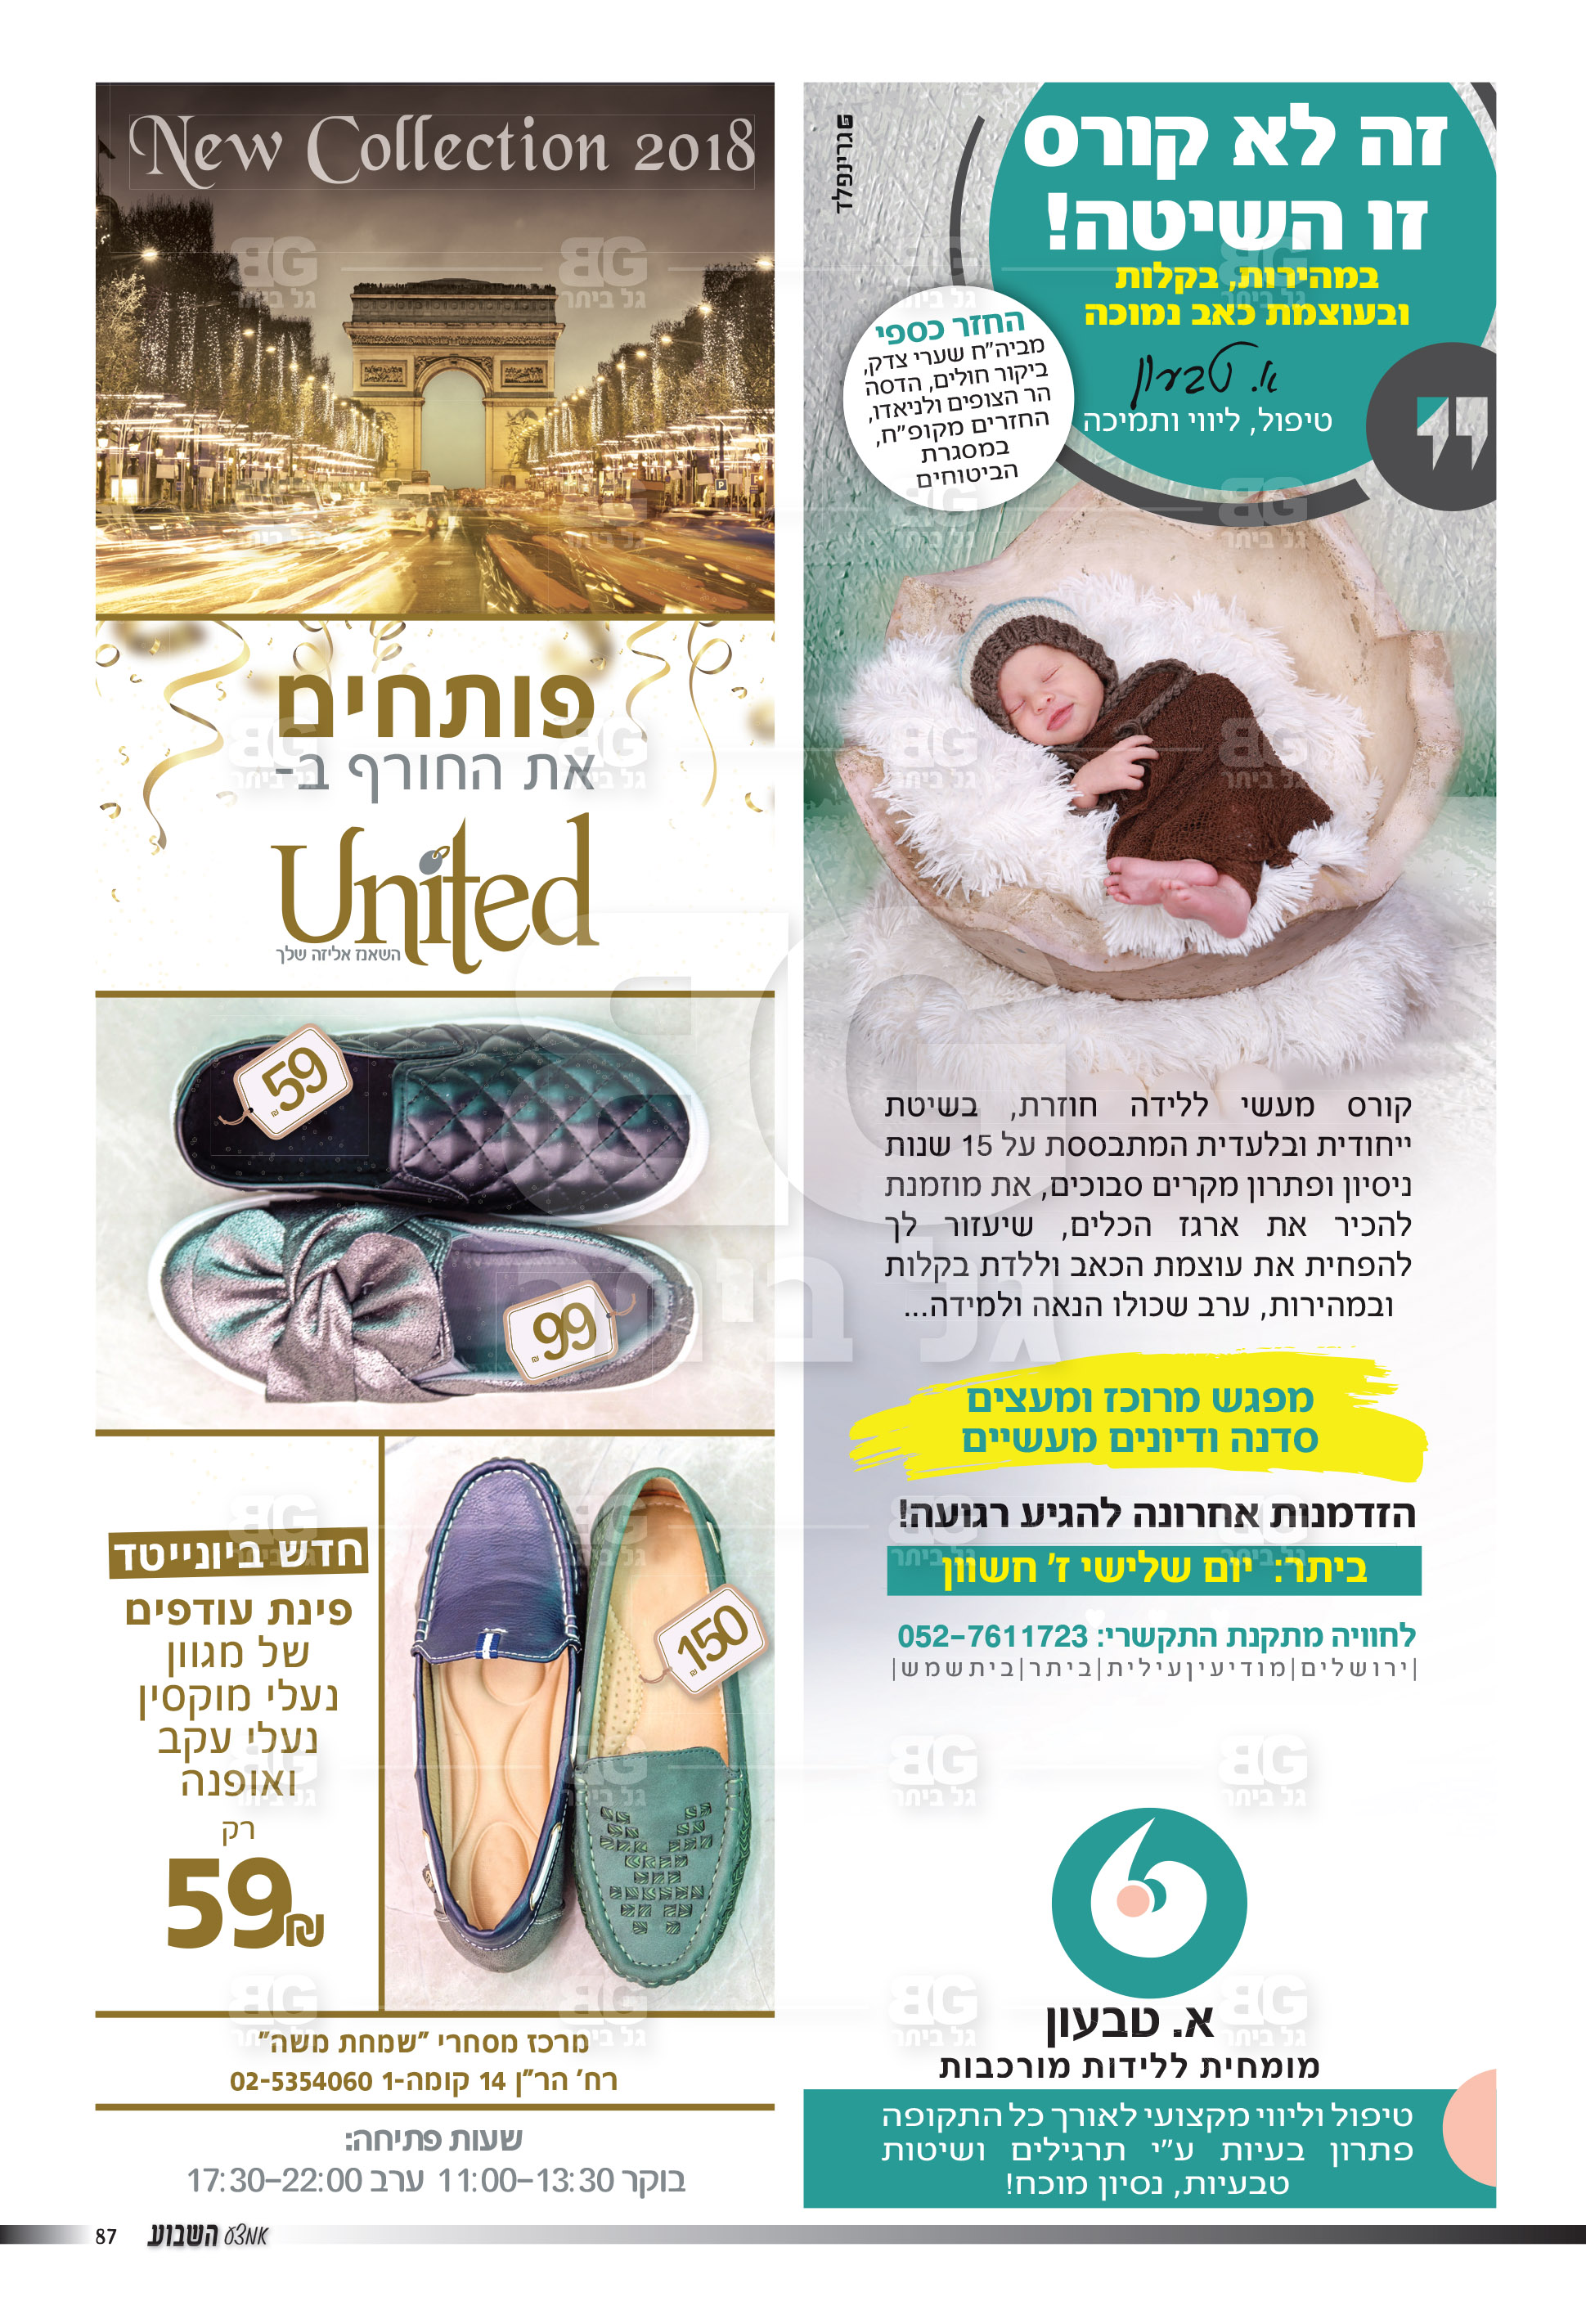 זה לא קורס
זו השיטה!
במהירות, בקלות
ובעוצמת כאב נמוכה
א. טבעון
טיפול, ליווי ותמיכה
גרינפלד
החזר כספי
מביה"ח שערי צדק,
ביקור חולים, הדסה
הר הצופים ולניאדו,
החזרים מקופ"ח,
במסגרת
הביטוחים
קורס מעשי ללידה חוזרת, בשיטת
ייחודית ובלעדית המתבססת על 15 שנות
ניסיון ופתרון מקרים סבוכים, את מוזמנת
להכיר את ארגז הכלים, שיעזור לך
להפחית את עוצמת הכאב וללדת בקלות
ובמהירות, ערב שכולו הנאה ולמידה...
מפגש מרוכז ומעצים
סדנה ודיונים מעשיים
הזדמנות אחרונה להגיע רגועה!
ביתר: יום שלישי ז' חשוון
לחוויה מתקנת התקשרי: 052-7611723
|ירושלים|מודיעין עילית|ביתר|בית שמש|
א. טבעון
מומחית ללידות מורכבות
טיפול וליווי מקצועי לאורך כל התקופה
פתרון בעיות ע"י תרגילים ושיטות
טבעיות, נסיון מוכח!
New Collection 2018
פותחים
את החורף ב-
United
השאנז אליזה שלך
59 ₪
99 ₪
150 ₪
חדש ביונייטד
פינת עודפים
של מגוון
נעלי מוקסין
נעלי עקב
ואופנה
רק
59₪
מרכז מסחרי "שמחת משה"
רח' הר"ן 14 קומה-1 02-5354060
שעות פתיחה:
בוקר 11:00-13:30 ערב 17:30-22:00
BG
גל ביתר
87 אמצע השבוע